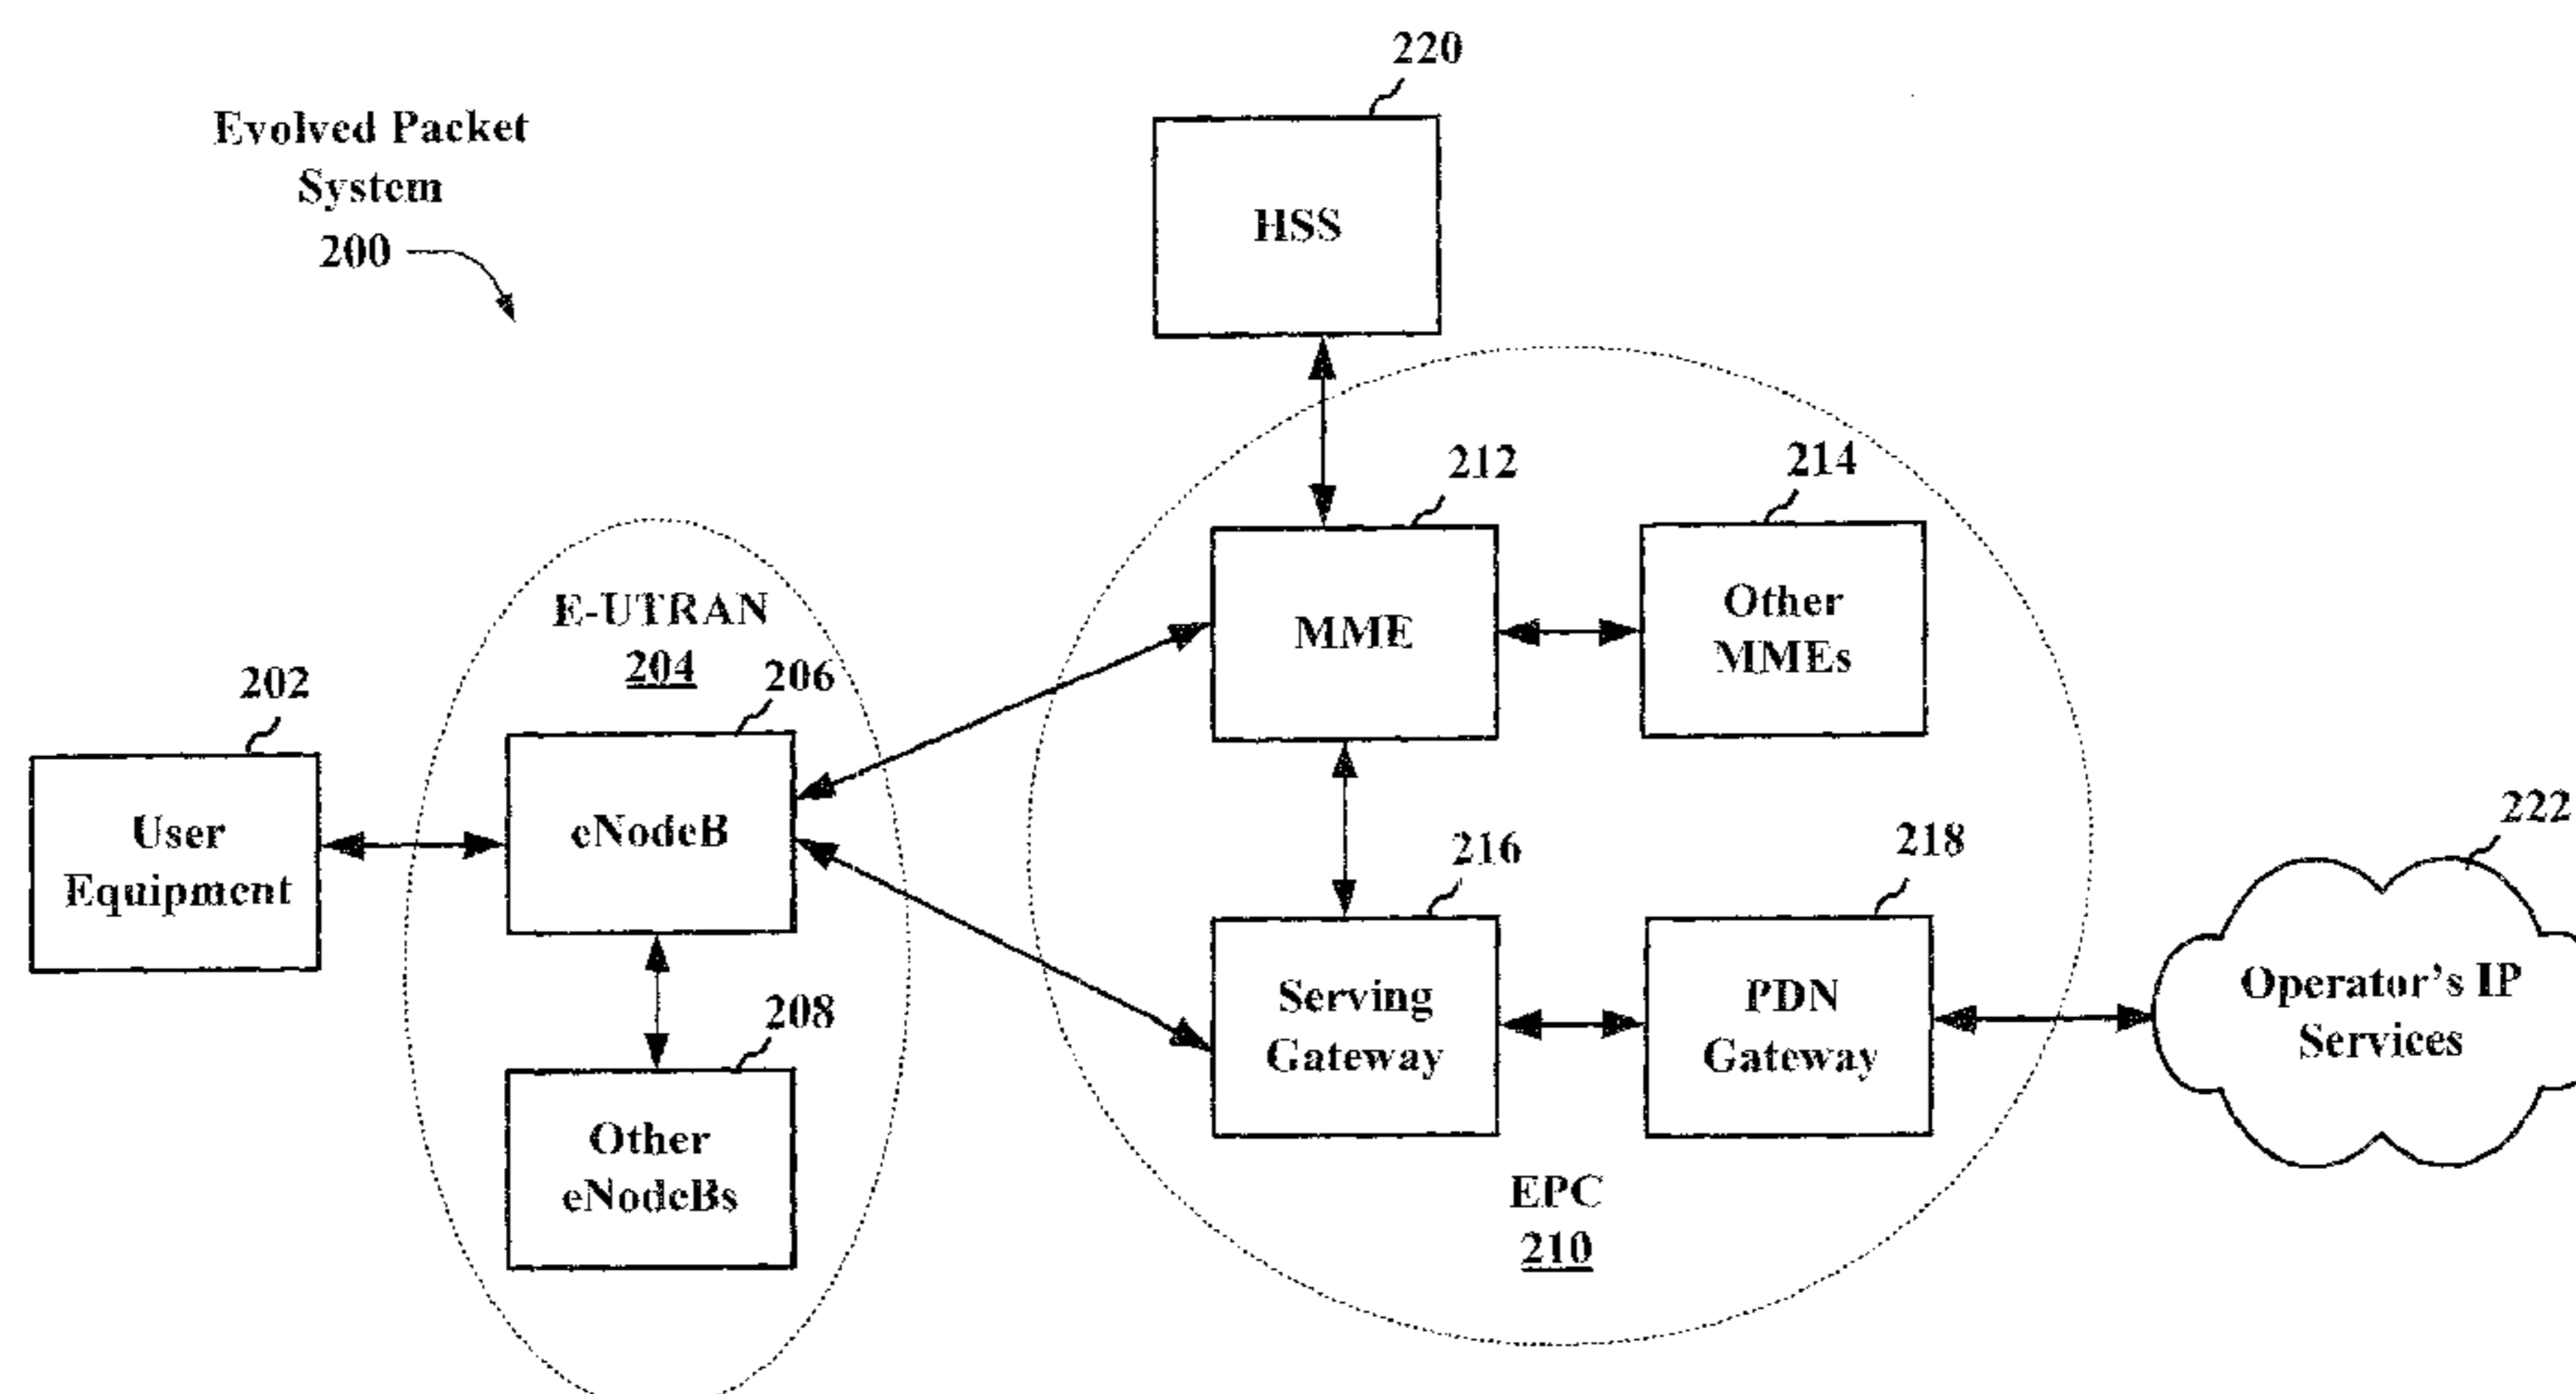 Evolved Packet
System
200
220
HSS
212
214
MME
Other
MMEs
E-UTRAN
204
206
202
User
Equipment
eNodeB
208
Other
eNodeBs
216
218
Serving
Gateway
PDN
Gateway
EPC
210
222
Operator's IP
Services